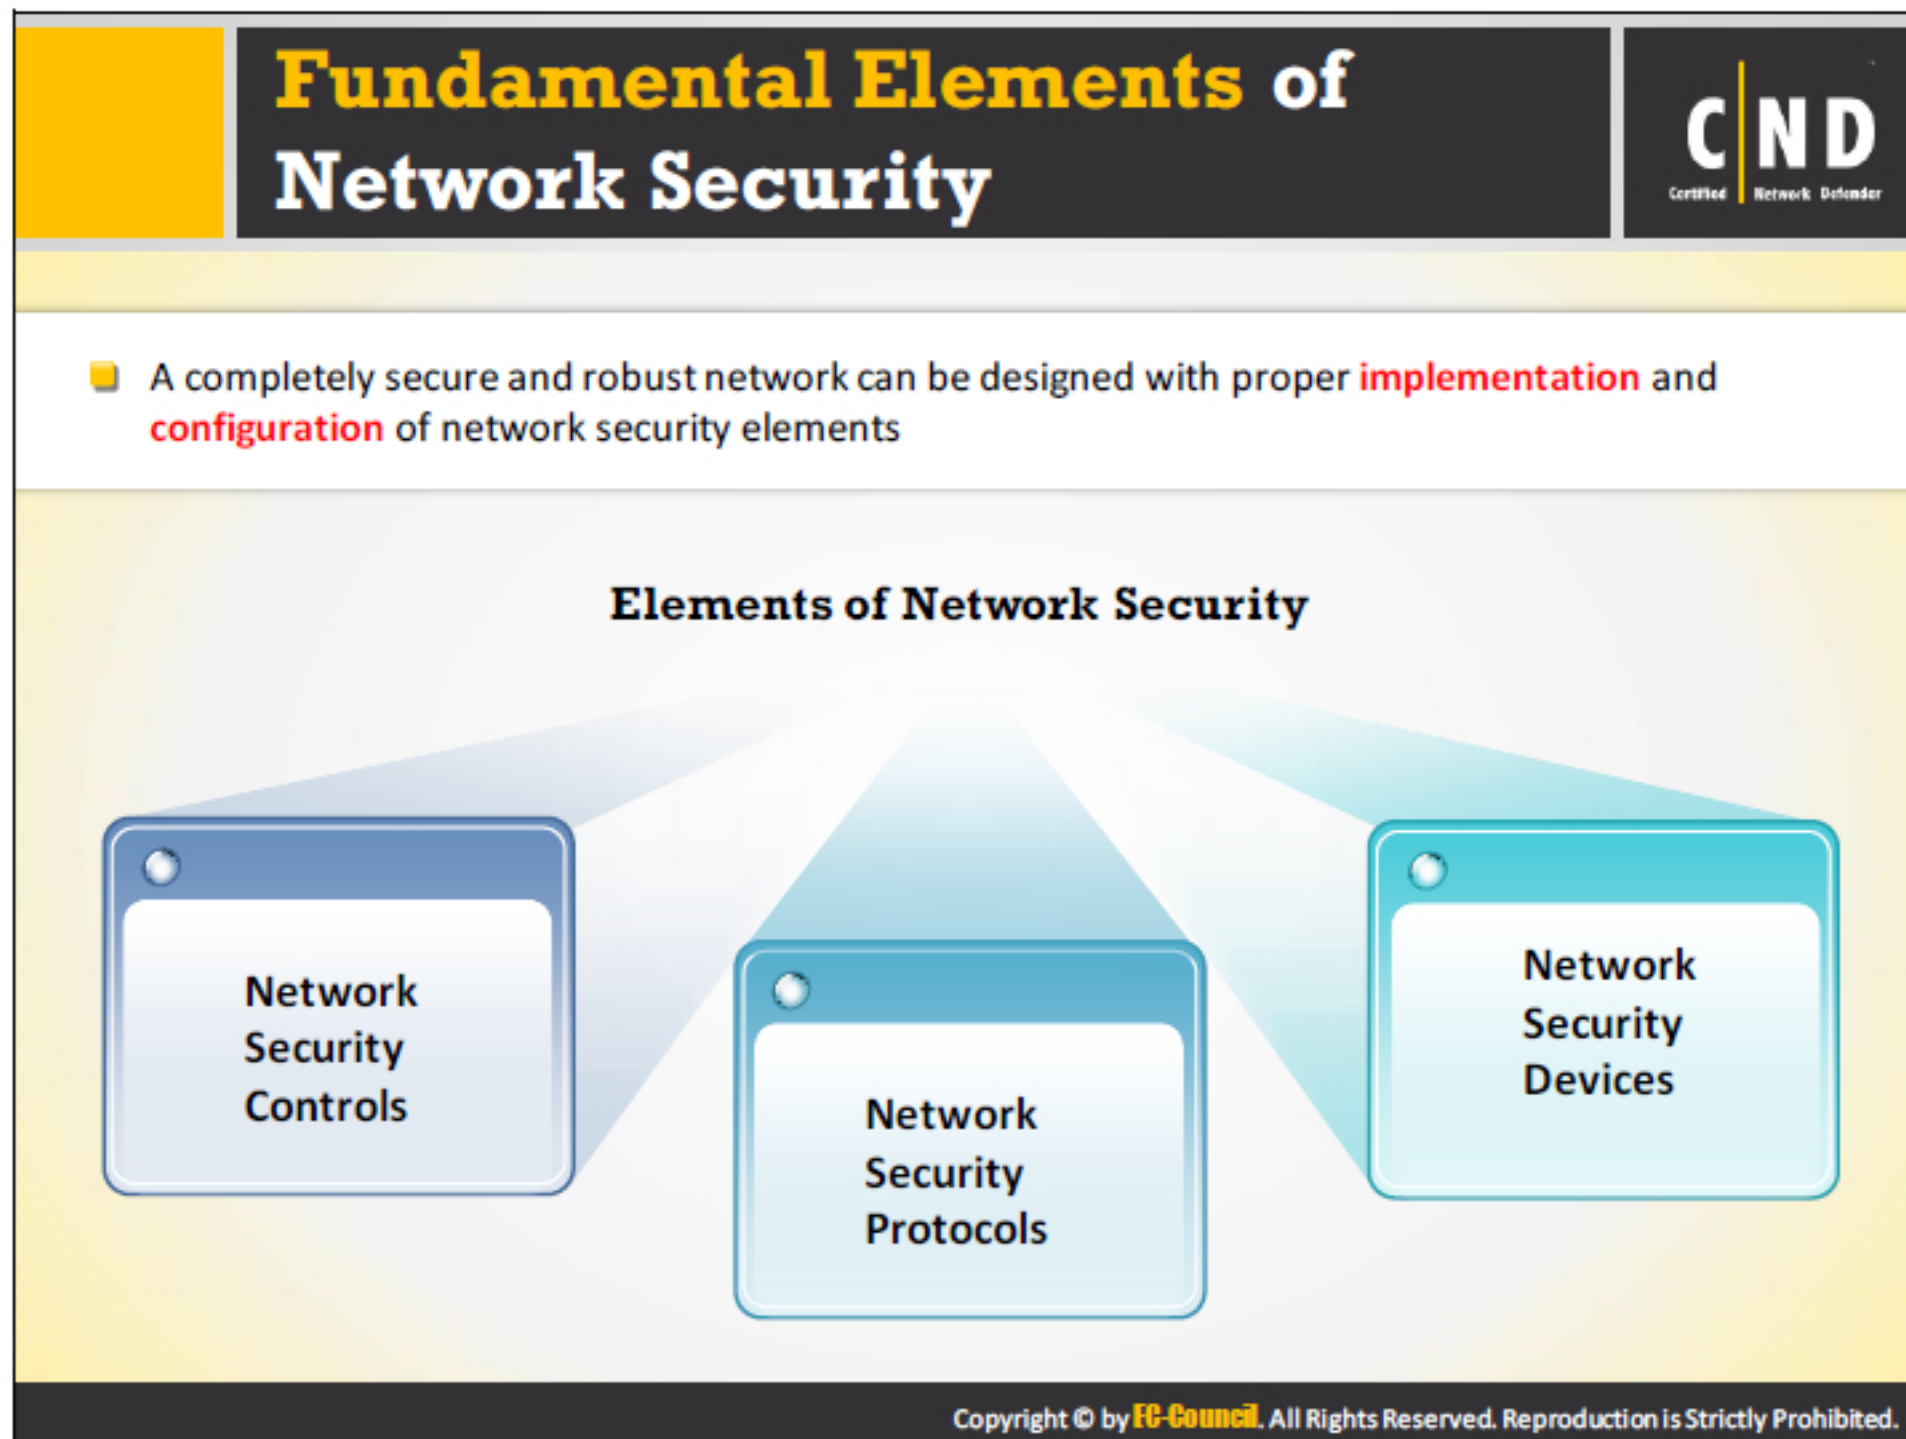 Fundamental Elements of
Network Security
C|ND
Certified Network Defender
A completely secure and robust network can be designed with proper implementation and
configuration of network security elements
Elements of Network Security
Network
Security
Controls
Network
Security
Protocols
Network
Security
Devices
Copyright © by EC-Council. All Rights Reserved. Reproduction is Strictly Prohibited.